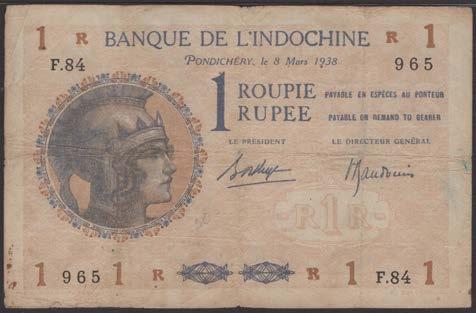 1 R BANQUE DE L'INDOCHINE R 1
F.84 PONDICHÉRY, le 8 Mars 1938 965
1 ROUPIE PAYABLE EN ESPÈCES AU PORTEUR
RUPEE PAYABLE ON DEMAND TO BEARER
LE PRÉSIDENT LE DIRECTEUR GÉNÉRAL
R1R
1 965 1 R R 1 F.84 1